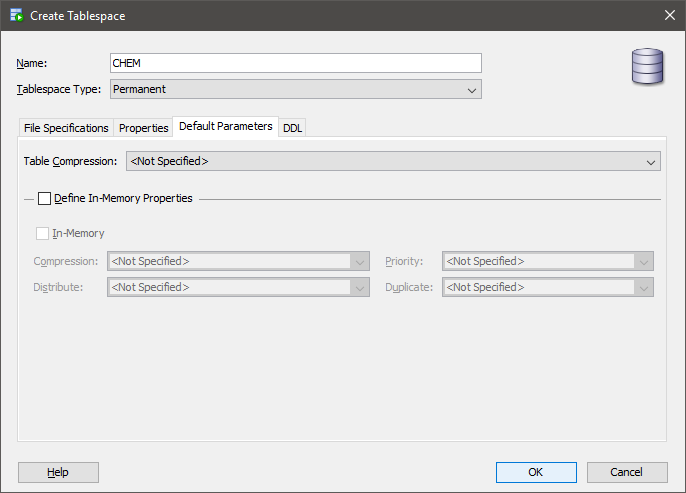 Create Tablespace
Name: CHEM
Tablespace Type: Permanent
File Specifications Properties Default Parameters DDL
Table Compression: <Not Specified>
Define In-Memory Properties
In-Memory
Compression: <Not Specified> Priority: <Not Specified>
Distribute: <Not Specified> Duplicate: <Not Specified>
Help OK Cancel